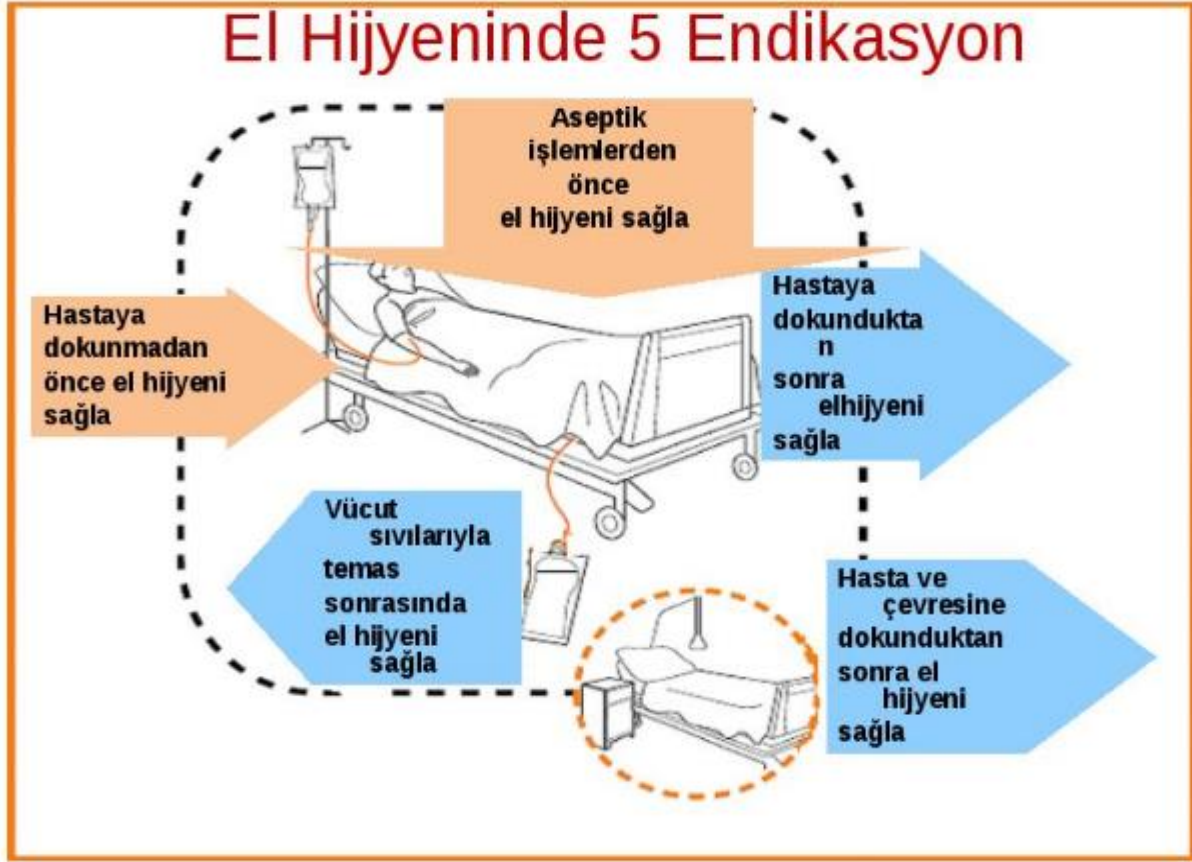 El Hijyeninde 5 Endikasyon
Aseptik
işlemlerden
önce
el hijyeni sağla
Hastaya
dokunmadan
önce el hijyeni
sağla
Hastaya
dokundukta
n
sonra
elhijyeni
sağla
Vücut
sıvılarıyla
temas
sonrasında
el hijyeni
sağla
Hasta ve
çevresine
dokunduktan
sonra el
hijyeni
sağla